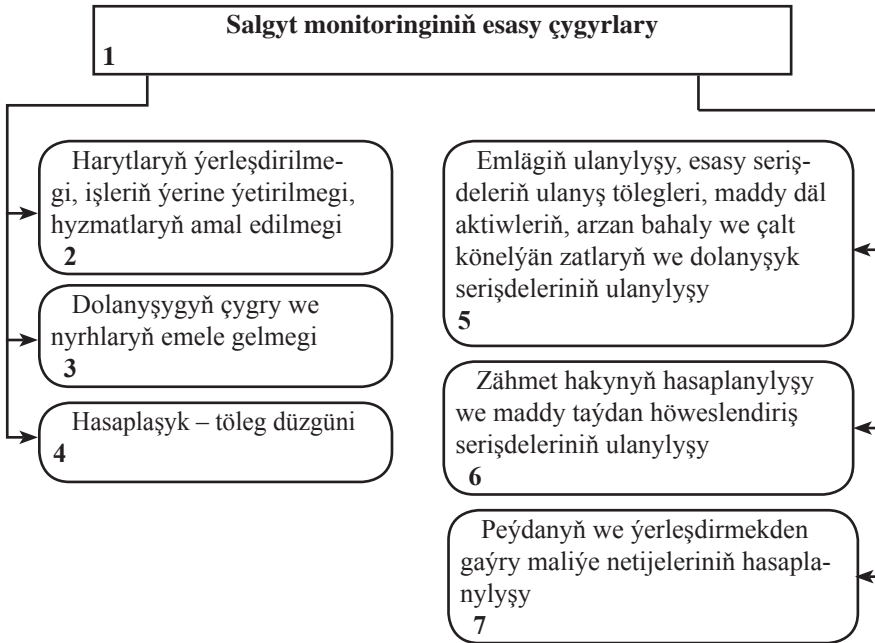 Salgyt monitoringiniň esasy çygyrlary
1
Harytlaryň ýerleşdirilme-
gi, işleriň ýerine ýetirilmegi,
hyzmatlaryň amal edilmegi
2
Dolanyşygyň çygry we
nyrhlaryň emele gelmegi
3
Hasaplaşyk – töleg düzgüni
4
Emlägiň ulanylyşy, esasy seriş-
deleriň ulanyş tölegleri, maddy däl
aktiwleriň, arzan bahaly we çalt
könelýän zatlaryň we dolanyşyk
serişdeleriniň ulanylyşy
5
Zähmet hakynyň hasaplanylyşy
we maddy taýdan höweslendiriş
serişdeleriniň ulanylyşy
6
Peýdanyň we ýerleşdirmekden
gaýry maliýe netijeleriniň hasapla-
nylyşy
7